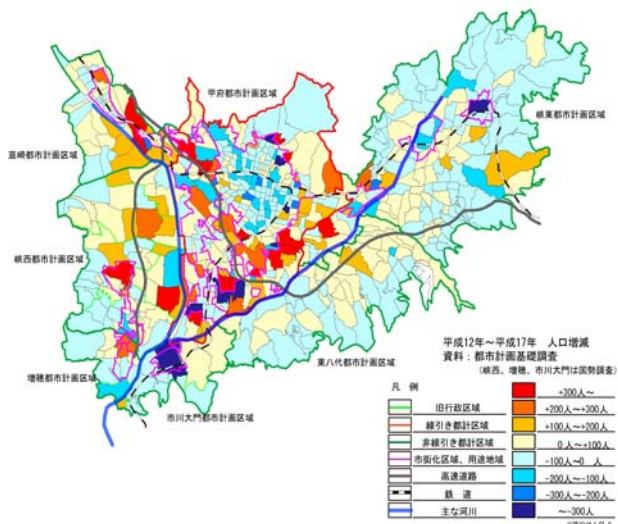 甲府都市計画区域
峡東都市計画区域
韮崎都市計画区域
峡西都市計画区域
東八代都市計画区域
増穂都市計画区域
市川大門都市計画区域
平成12年～平成17年 人口増減
資料：都市計画基礎調査
(峡西、増穂、市川大門は国勢調査)
凡 例
旧行政区域
線引き都計区域
非線引き都計区域
市街化区域、用途地域
高速道路
鉄 道
主な河川
+300人～
+200人～+300人
+100人～+200人
0 人～+100人
-100人～0 人
-200人～-100人
-300人～-200人
～-300人